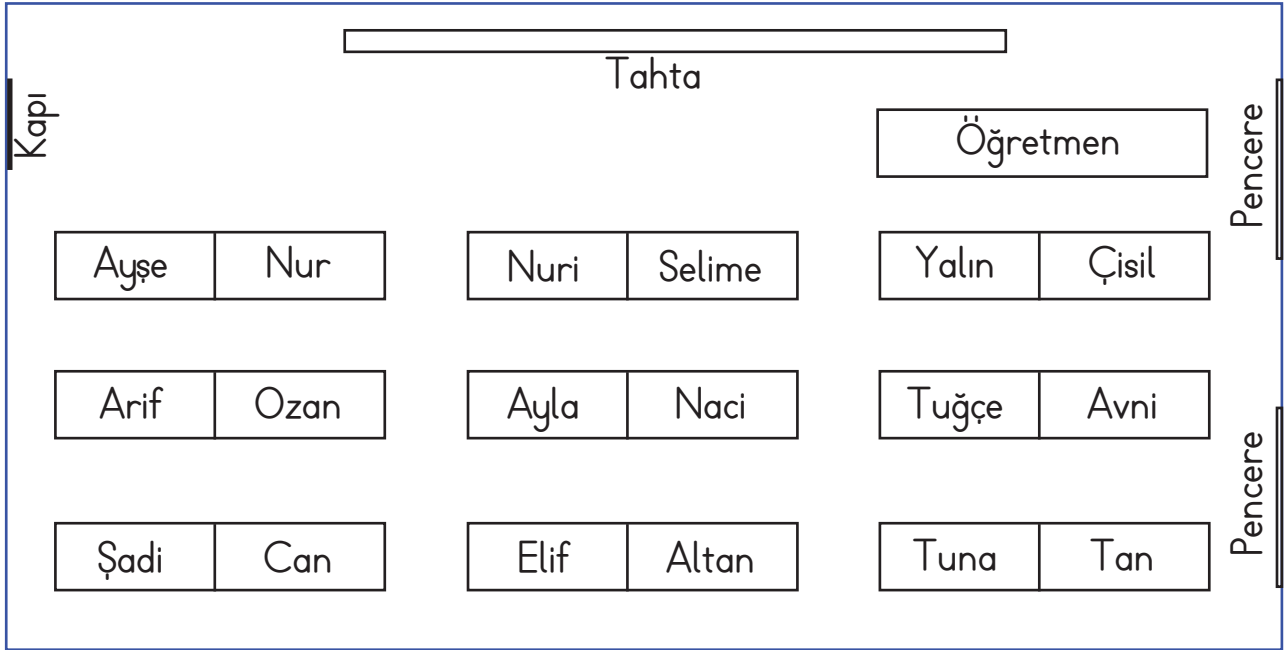 Tahta
Kapı
Öğretmen
Pencere
Ayşe Nur Nuri Selime Yalın Çisil
Arif Ozan Ayla Naci Tuğçe Avni
Pencere
Şadi Can Elif Altan Tuna Tan